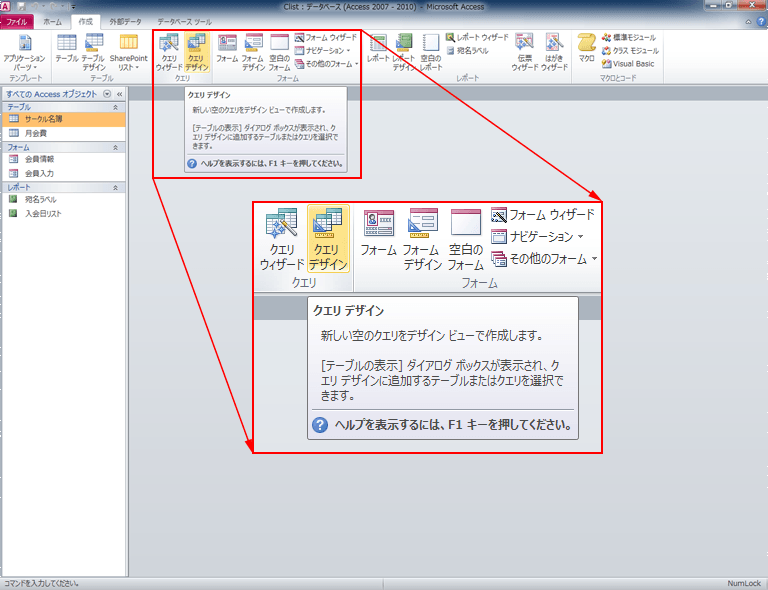 Clist : データベース (Access 2007 - 2010) - Microsoft Access
ファイル ホーム 作成 外部データ データベース ツール
アプリケーション パーツ
テンプレート
テーブル テーブル デザイン SharePoint リスト
テーブル
クエリ ウィザード クエリ デザイン
クエリ
フォーム フォーム デザイン 空白の フォーム
フォーム ウィザード
ナビゲーション
その他のフォーム
フォーム
レポート レポート デザイン 空白の レポート
レポート ウィザード
宛名ラベル
伝票 ウィザード はがき ウィザード
レポート
マクロ
標準モジュール
クラス モジュール
Visual Basic
マクロとコード
クエリ デザイン
新しい空のクエリをデザイン ビューで作成します。
[テーブルの表示] ダイアログ ボックスが表示され、ク
エリ デザインに追加するテーブルまたはクエリを選択で
きます。
ヘルプを表示するには、F1 キーを押してください。
すべての Access オブジェクト
テーブル
サークル名簿
月会費
フォーム
会費情報
会費入力
レポート
宛名ラベル
入会日リスト
クエリ ウィザード
クエリ デザイン
クエリ
フォーム
フォーム デザイン
空白の フォーム
フォーム ウィザード
ナビゲーション
その他のフォーム
フォーム
クエリ デザイン
新しい空のクエリをデザイン ビューで作成します。
[テーブルの表示] ダイアログ ボックスが表示され、ク
エリ デザインに追加するテーブルまたはクエリを選択で
きます。
ヘルプを表示するには、F1 キーを押してください。
コマンドを入力してください。
NumLock